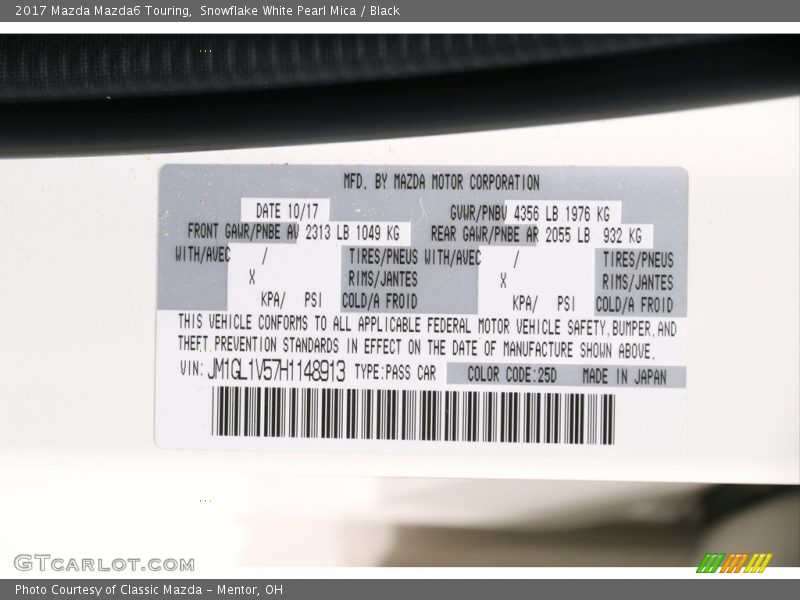 2017 Mazda Mazda6 Touring, Snowflake White Pearl Mica / Black
MFD. BY MAZDA MOTOR CORPORATION
DATE 10/17 GVWR/PNBV 4356 LB 1976 KG
FRONT GAWR/PNBE AV 2313 LB 1049 KG REAR GAWR/PNBE AR 2055 LB 932 KG
WITH/AVEC / TIRES/PNEUS WITH/AVEC / TIRES/PNEUS
X RIMS/JANTES X RIMS/JANTES
KPA/ PSI COLD/A FROID KPA/ PSI COLD/A FROID
THIS VEHICLE CONFORMS TO ALL APPLICABLE FEDERAL MOTOR VEHICLE SAFETY,BUMPER,AND
THEFT PREVENTION STANDARDS IN EFFECT ON THE DATE OF MANUFACTURE SHOWN ABOVE.
VIN: JM1GL1V57H1148913 TYPE:PASS CAR COLOR CODE:25D MADE IN JAPAN
GTCARLOT.COM
Photo Courtesy of Classic Mazda - Mentor, OH